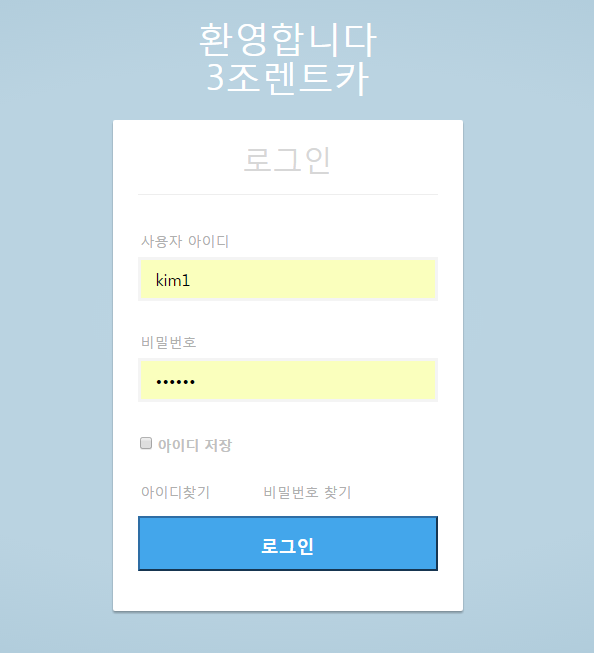 환영합니다
3조렌트카
로그인
사용자 아이디
kim1
비밀번호
••••••
아이디 저장
아이디찾기 비밀번호 찾기
로그인